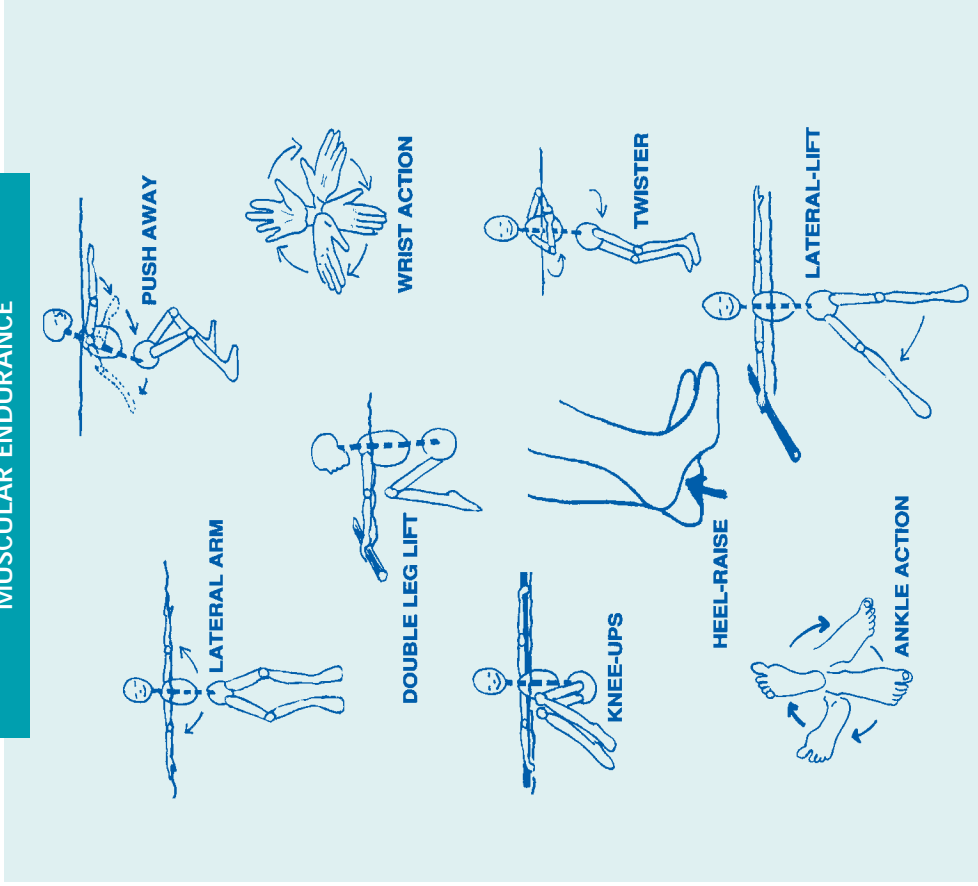 MUSCULAR ENDURANCE
LATERAL ARM
PUSH AWAY
DOUBLE LEG LIFT
WRIST ACTION
KNEE-UPS
TWISTER
HEEL-RAISE
LATERAL-LIFT
ANKLE ACTION